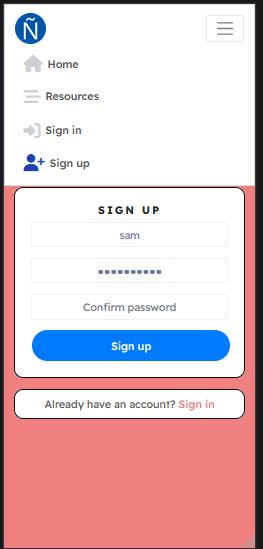 Ñ
Home
Resources
Sign in
Sign up
SIGN UP
sam
••••••••••
Confirm password
Sign up
Already have an account? Sign in